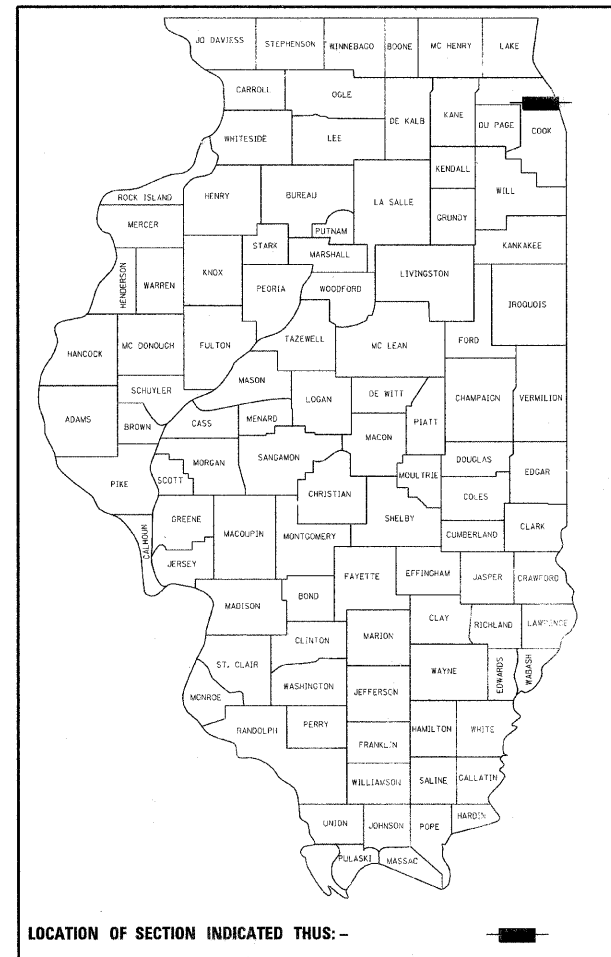 JO DAVIESS
STEPHENSON
WINNEBAGO
BOONE
MC HENRY
LAKE
CARROLL
OGLE
DE KALB
KANE
DU PAGE
COOK
WHITESIDE
LEE
KENDALL
WILL
ROCK ISLAND
HENRY
BUREAU
LA SALLE
GRUNDY
MERCER
PUTNAM
STARK
MARSHALL
KANKAKEE
HENDERSON
WARREN
KNOX
PEORIA
WOODFORD
LIVINGSTON
IROQUOIS
HANCOCK
MC DONOUGH
FULTON
TAZEWELL
MC LEAN
FORD
SCHUYLER
MASON
LOGAN
DE WITT
CHAMPAIGN
VERMILION
ADAMS
BROWN
CASS
MENARD
PIATT
MACON
MORGAN
SANGAMON
DOUGLAS
MOULTRIE
EDGAR
PIKE
SCOTT
CHRISTIAN
COLES
SHELBY
GREENE
MACOUPIN
MONTGOMERY
CUMBERLAND
CLARK
CALHOUN
JERSEY
FAYETTE
EFFINGHAM
JASPER
CRAWFORD
MADISON
BOND
CLAY
RICHLAND
LAWRENCE
CLINTON
MARION
ST. CLAIR
WAYNE
EDWARDS
WABASH
WASHINGTON
JEFFERSON
MONROE
RANDOLPH
PERRY
HAMILTON
WHITE
FRANKLIN
WILLIAMSON
SALINE
GALLATIN
UNION
JOHNSON
POPE
HARDIN
PULASKI
MASSAC
LOCATION OF SECTION INDICATED THUS: -